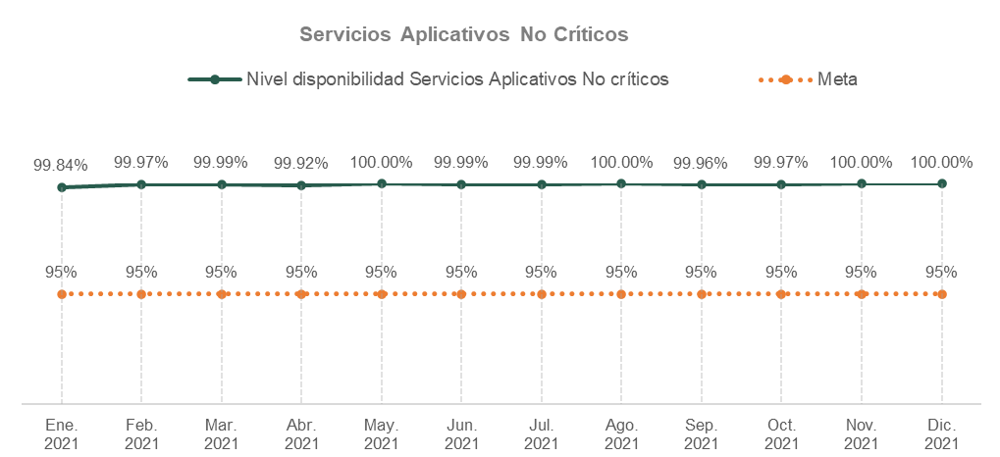 Servicios Aplicativos No Críticos
Nivel disponibilidad Servicios Aplicativos No críticos Meta
99.84% 99.97% 99.99% 99.92% 100.00% 99.99% 99.99% 100.00% 99.96% 99.97% 100.00% 100.00%
95% 95% 95% 95% 95% 95% 95% 95% 95% 95% 95% 95%
Ene. Feb. Mar. Abr. May. Jun. Jul. Ago. Sep. Oct. Nov. Dic.
2021 2021 2021 2021 2021 2021 2021 2021 2021 2021 2021 2021